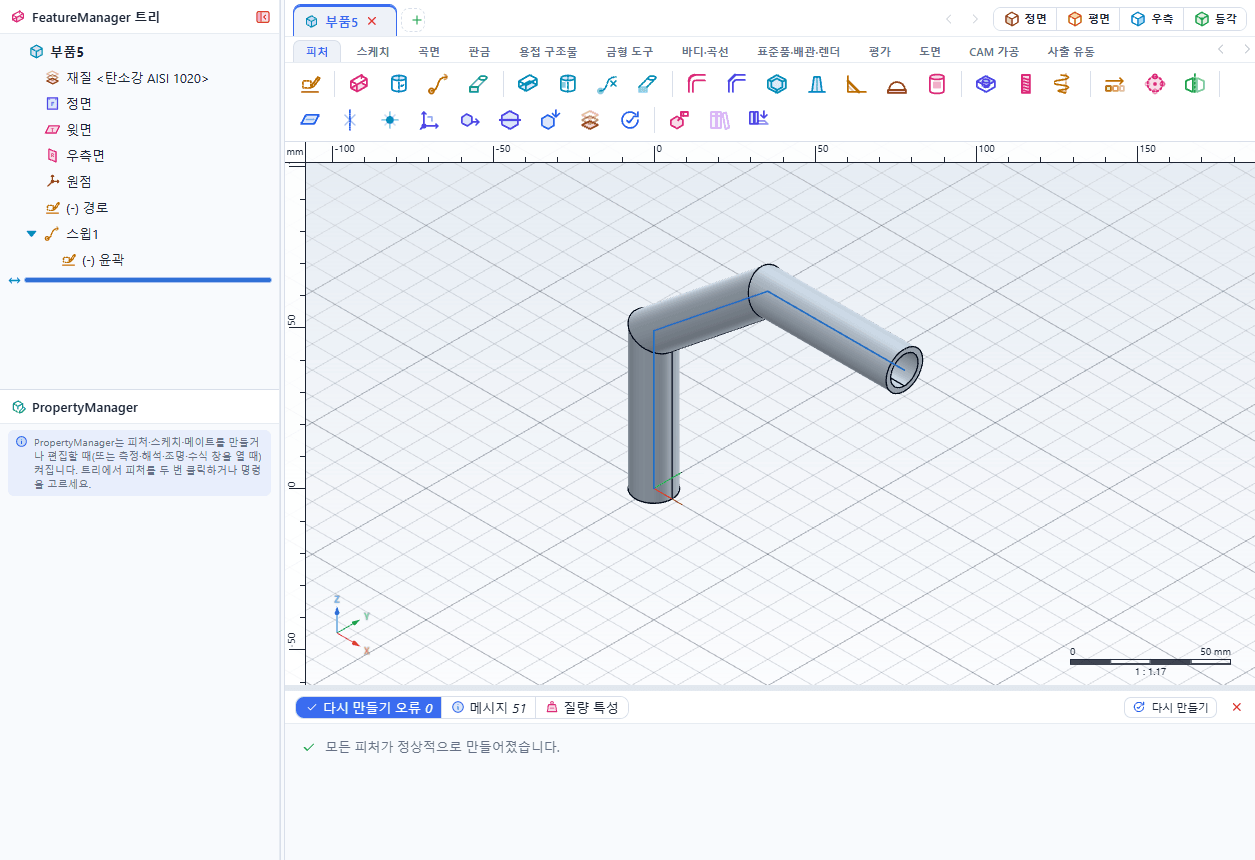 FeatureManager 트리
부품5
재질 <탄소강 AISI 1020>
정면
윗면
우측면
원점
(-) 경로
스윕1
(-) 윤곽
PropertyManager
PropertyManager는 피처·스케치·메이트를 만들거
나 편집할 때(또는 측정·해석·조명·수식 창을 열 때)
켜집니다. 트리에서 피처를 두 번 클릭하거나 명령
을 고르세요.
부품5
정면 평면 우측 등각
피처 스케치 곡면 판금 용접 구조물 금형 도구 바디·곡선 표준품·배관·렌더 평가 도면 CAM 가공 사출 유동
mm -100 -50 0 50 100 150
50
0
-50
Z
Y
X
0 50 mm
1 : 1.17
다시 만들기 오류 0 메시지 51 질량 특성 다시 만들기
모든 피처가 정상적으로 만들어졌습니다.